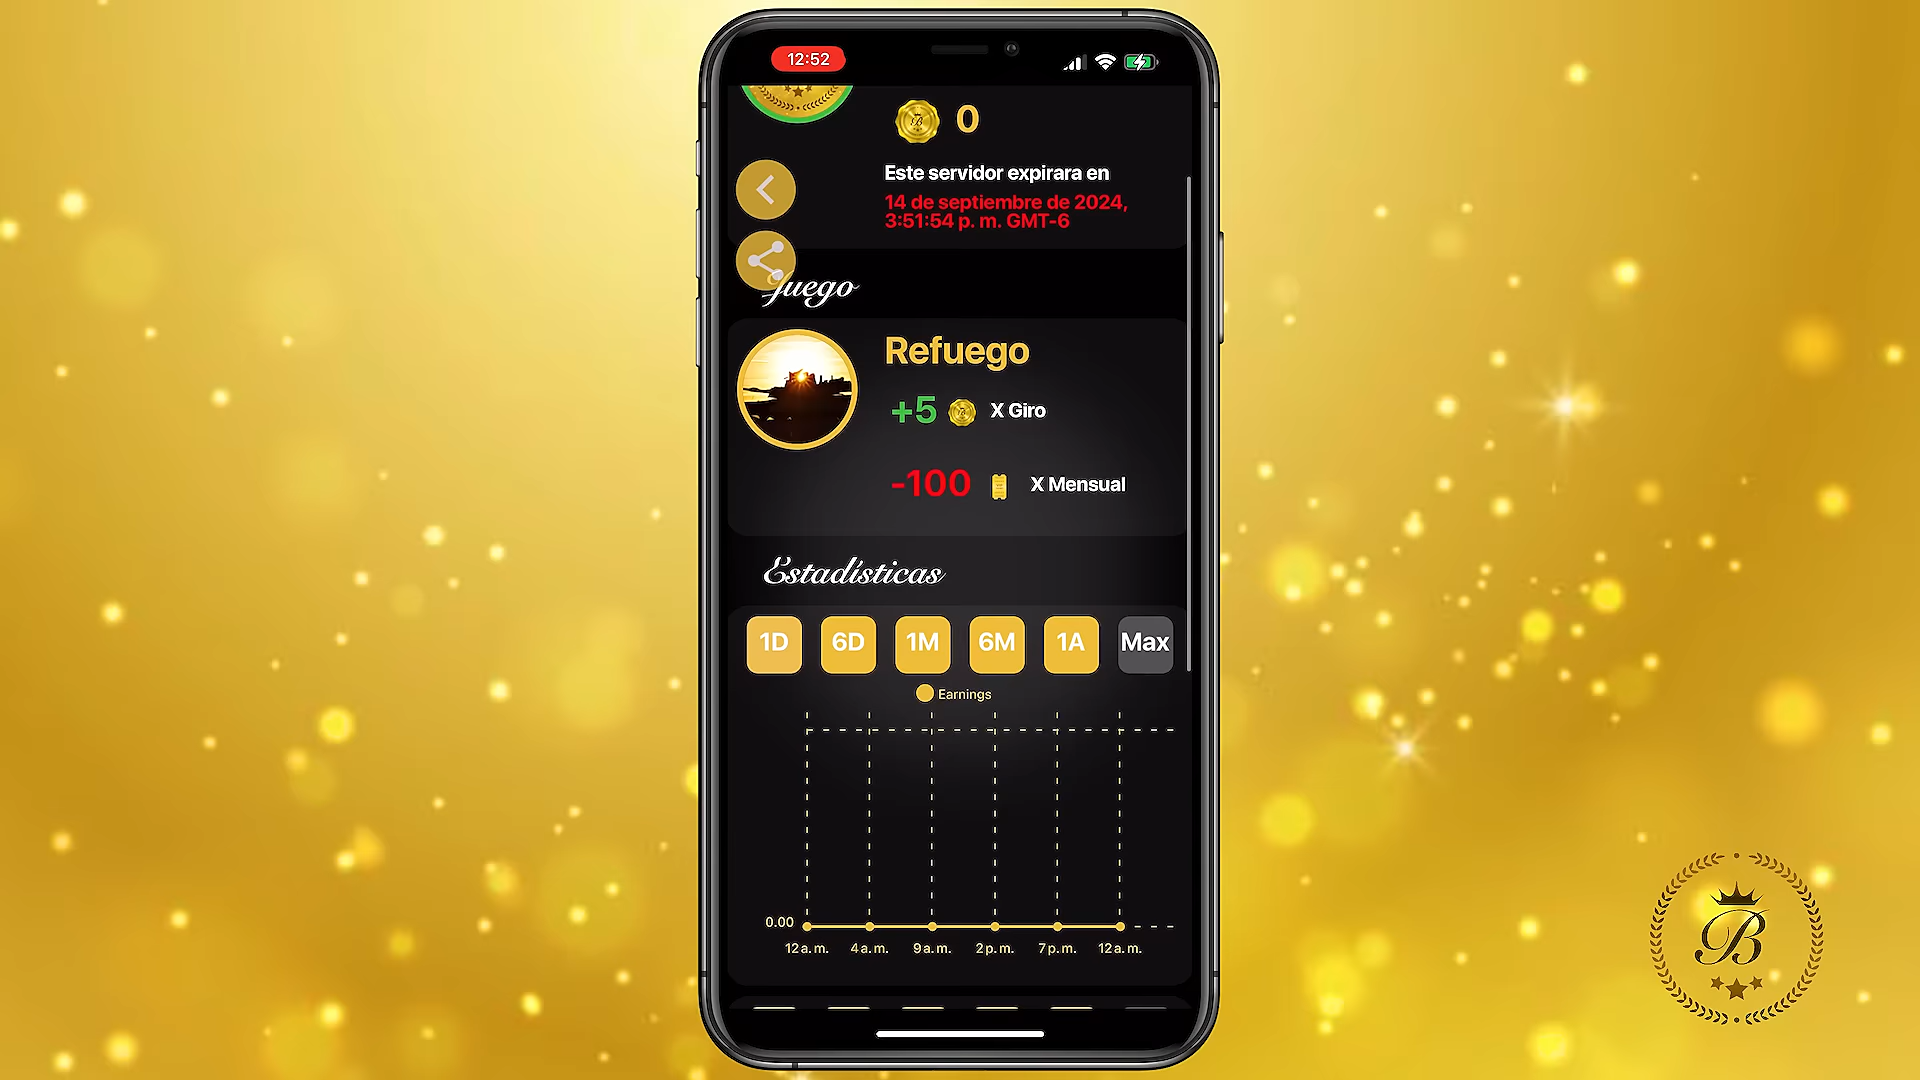 12:52
0
Este servidor expirara en
14 de septiembre de 2024,
3:51:54 p. m. GMT-6
Juego
Refuego
+5 X Giro
-100 X Mensual
Estadísticas
1D 6D 1M 6M 1A Max
Earnings
0.00
12 a. m. 4 a. m. 9 a. m. 2 p. m. 7 p. m. 12 a. m.
B